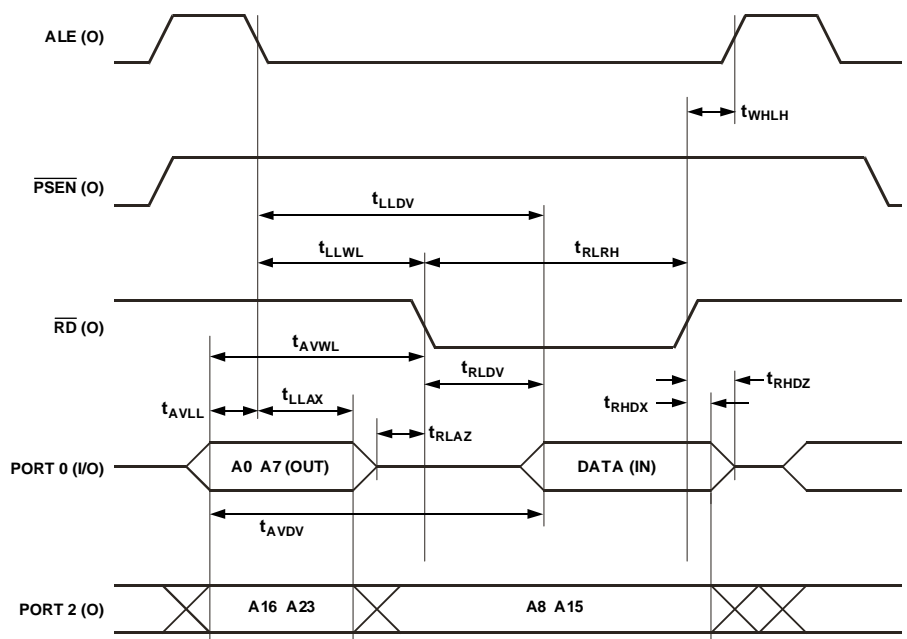 ALE (O)
tWHLH
PSEN (O)
tLLDV
tLLWL
tRLRH
RD (O)
tAVWL
tRLDV
tRHDZ
tAVLL
tLLAX
tRHDX
tRLAZ
PORT 0 (I/O)
A0 A7 (OUT)
DATA (IN)
tAVDV
PORT 2 (O)
A16 A23
A8 A15